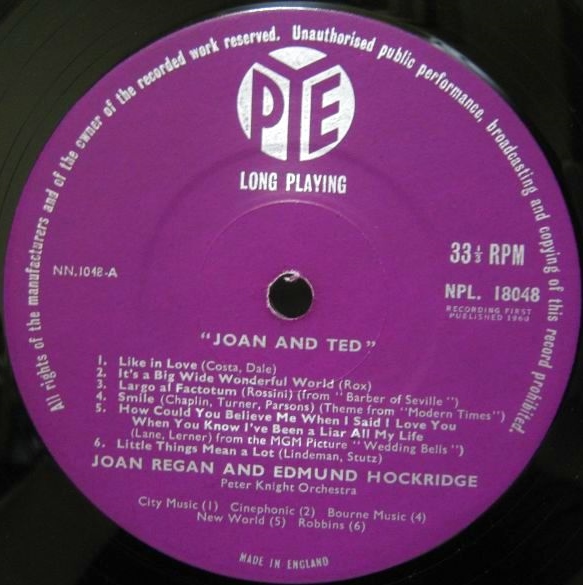 All rights of the manufacturers and of the owner of the recorded work reserved. Unauthorised public performance, broadcasting and copying of this record prohibited.
PYE
LONG PLAYING
33⅓ RPM
NN.1048-A
NPL. 18048
RECORDING FIRST
PUBLISHED 1960
"JOAN AND TED"
1. Like in Love (Costa, Dale)
2. It's a Big Wide Wonderful World (Rox)
3. Largo al Factotum (Rossini) (from "Barber of Seville")
4. Smile (Chaplin, Turner, Parsons) (Theme from "Modern Times")
5. How Could You Believe Me When I Said I Love You
When You Know I've Been a Liar All My Life
(Lane, Lerner) from the MGM Picture "Wedding Bells")
6. Little Things Mean a Lot (Lindeman, Stutz)
JOAN REGAN AND EDMUND HOCKRIDGE
Peter Knight Orchestra
City Music (1) Cinephonic (2) Bourne Music (4)
New World (5) Robbins (6)
MADE IN ENGLAND